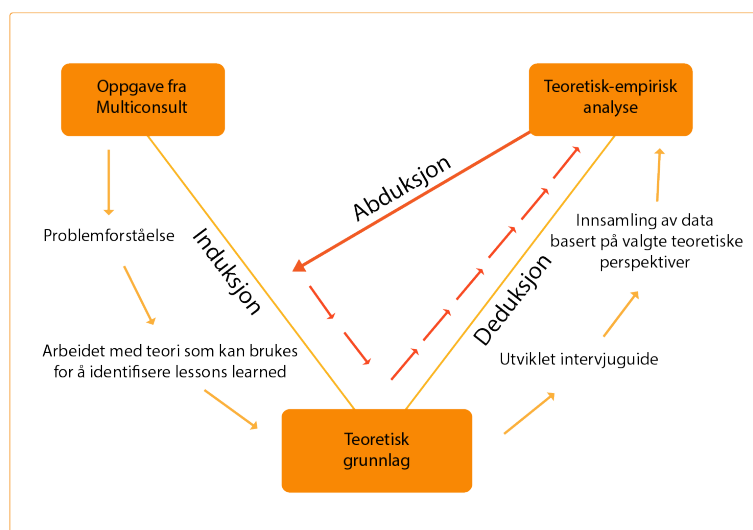 Oppgave fra
Multiconsult
Teoretisk-empirisk
analyse
Abduksjon
Problemforståelse
Induksjon
Innsamling av data
basert på valgte teoretiske
perspektiver
Deduksjon
Arbeidet med teori som kan brukes
for å identifisere lessons learned
Utviklet intervjuguide
Teoretisk
grunnlag